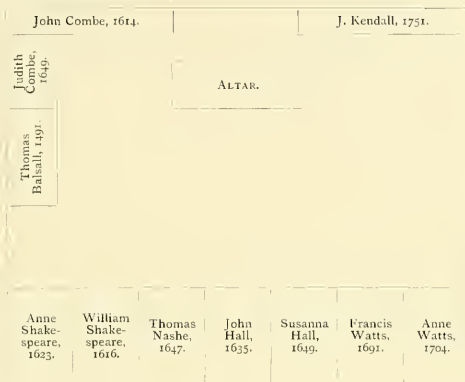 John Combe, 1614.
J. Kendall, 1751.
Judith
Combe,
1649.
ALTAR.
Thomas
Balsall, 1491.
Anne
Shake-
speare,
1623.
William
Shake-
speare,
1616.
Thomas
Nashe,
1647.
John
Hall,
1635.
Susanna
Hall,
1649.
Francis
Watts,
1691.
Anne
Watts,
1704.